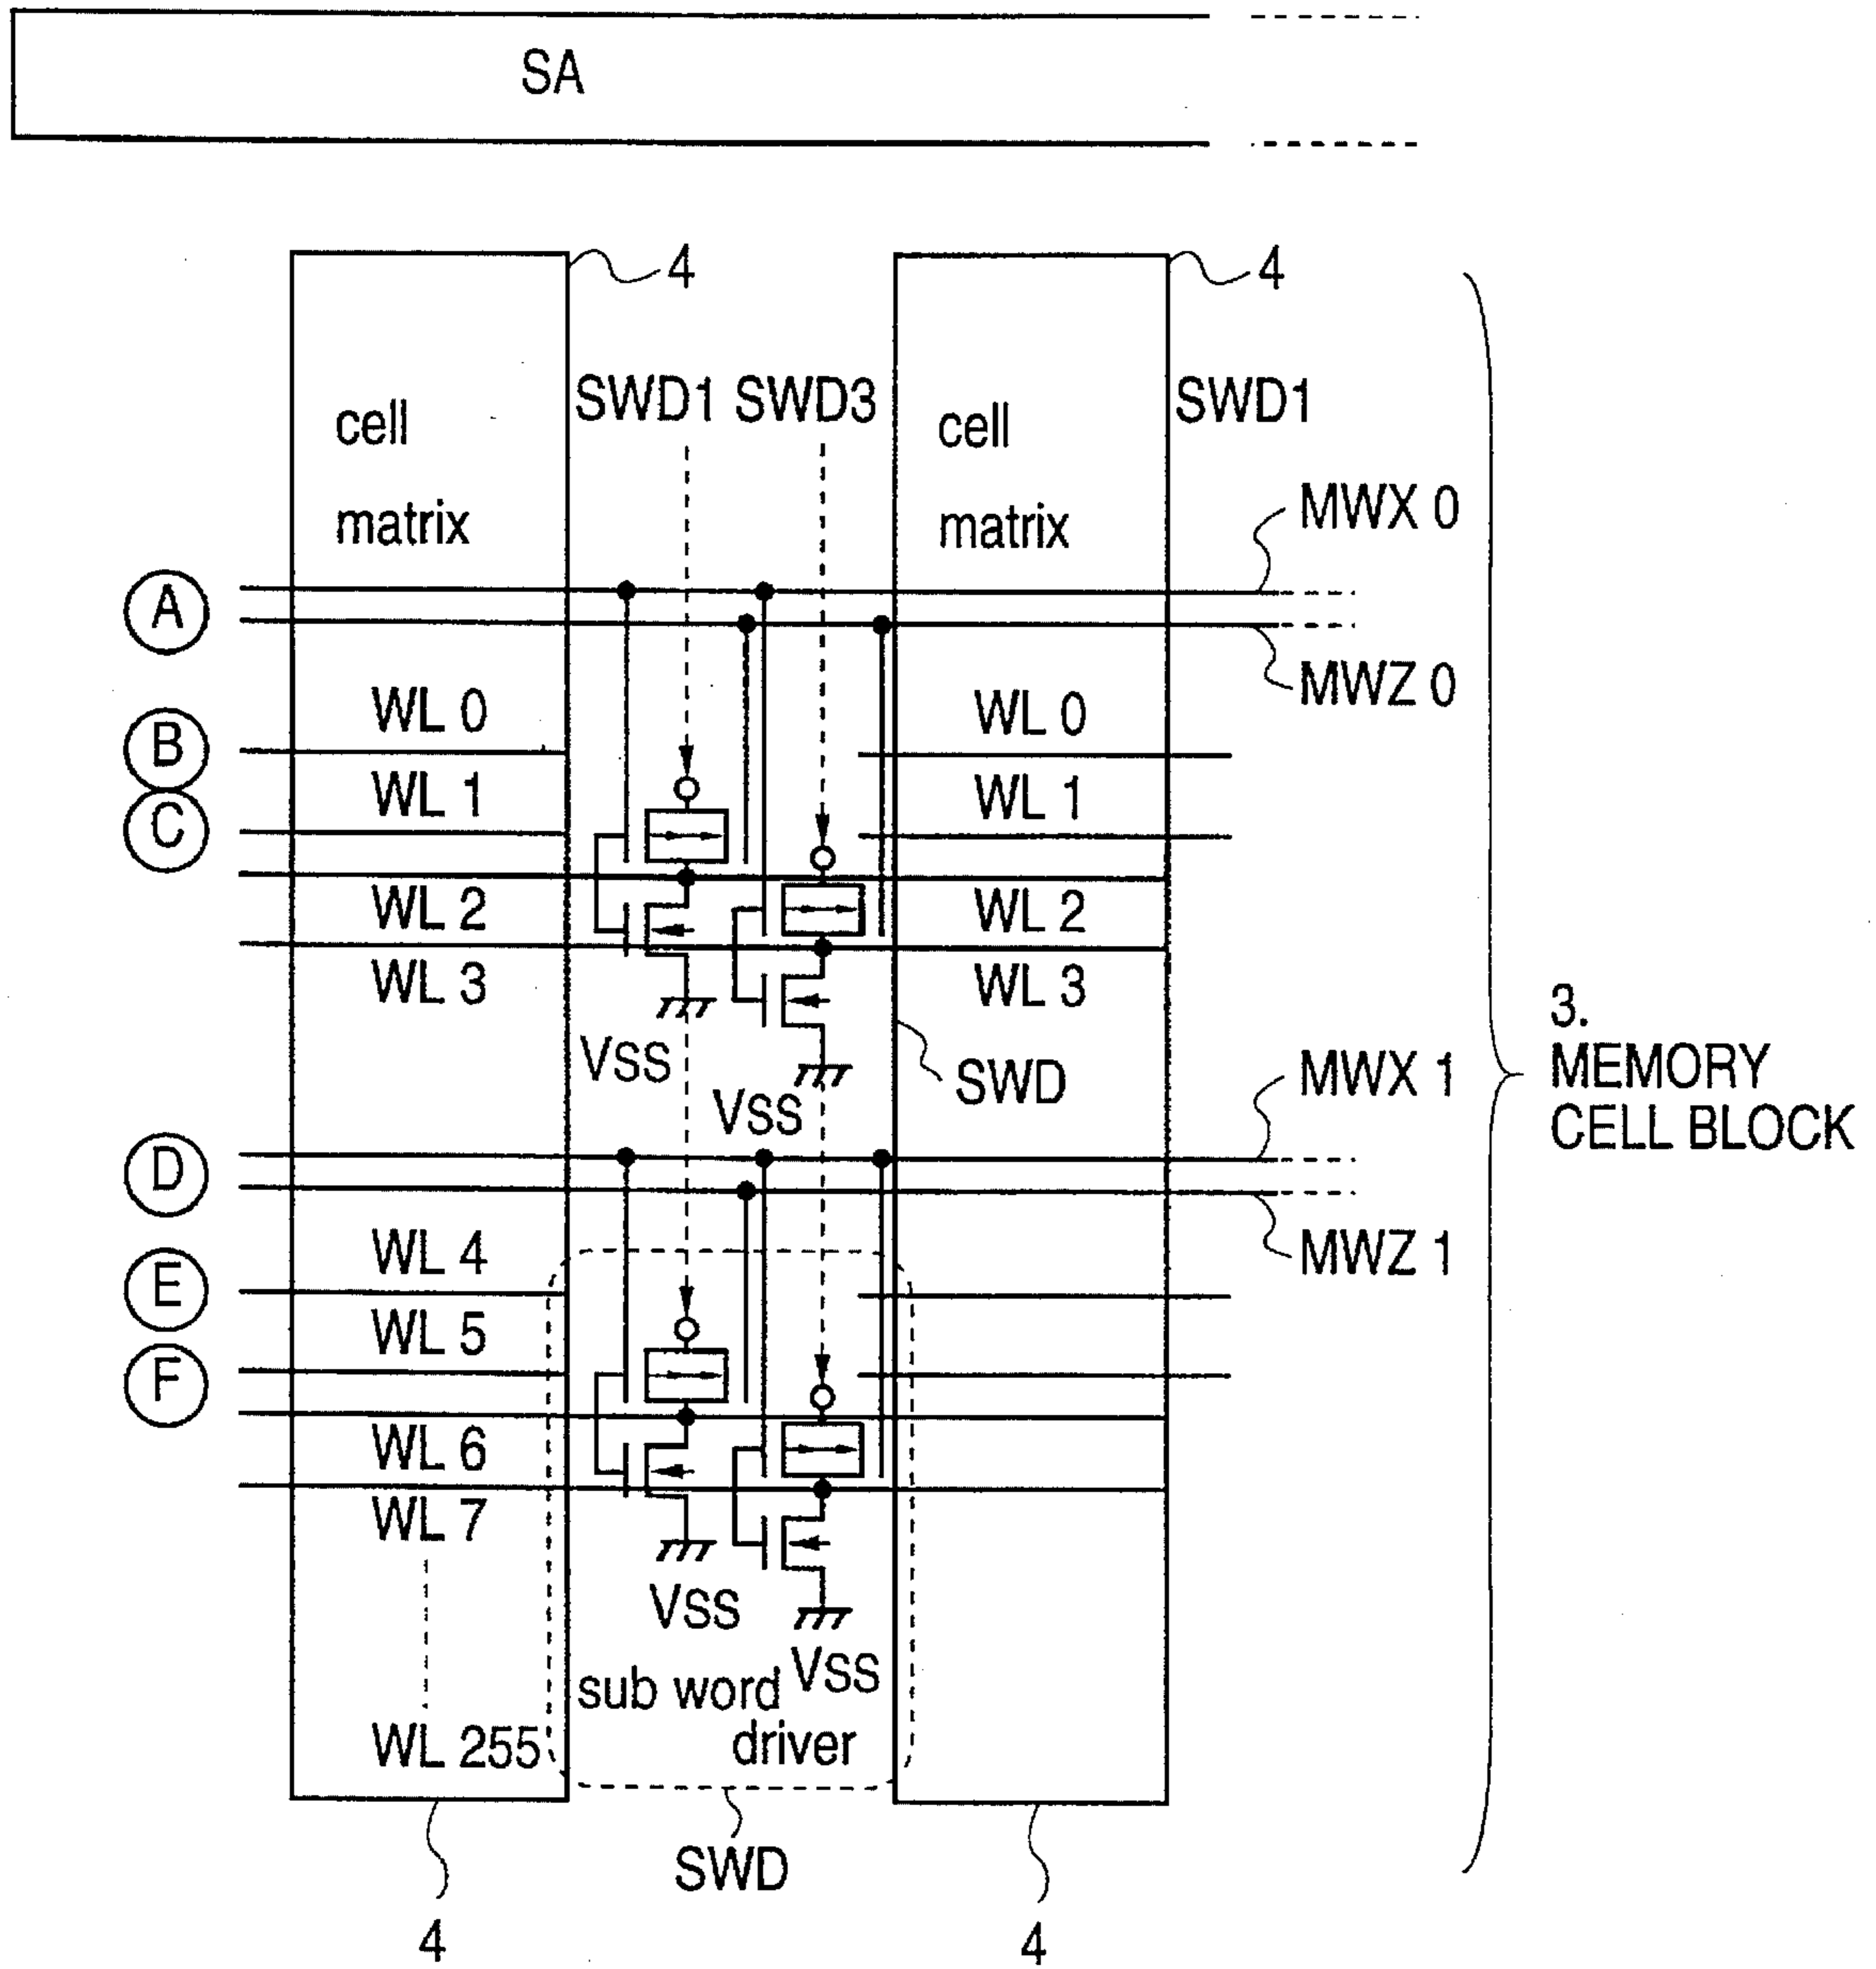 SA
4
4
SWD1 SWD3
SWD1
cell
matrix
cell
matrix
MWX 0
A
MWZ 0
WL 0
WL 0
B
WL 1
WL 1
C
WL 2
WL 2
WL 3
WL 3
VSS
VSS
SWD
3.
MEMORY
CELL BLOCK
MWX 1
D
MWZ 1
WL 4
E
WL 5
F
WL 6
WL 7
VSS
VSS
sub word
driver
WL 255
SWD
4
4